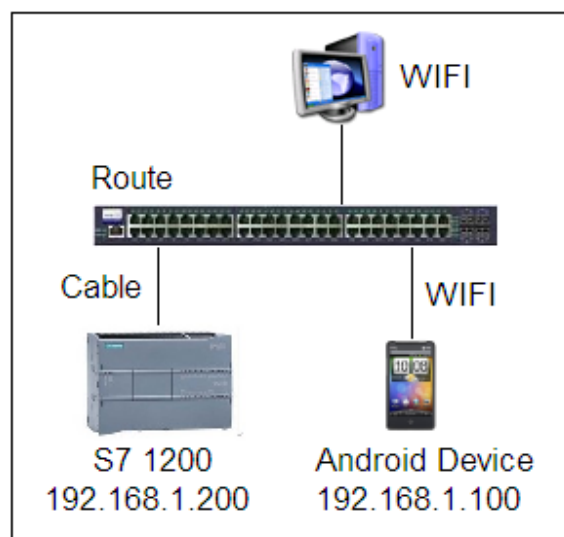 WIFI
Route
Cable
WIFI
S7 1200
192.168.1.200
Android Device
192.168.1.100